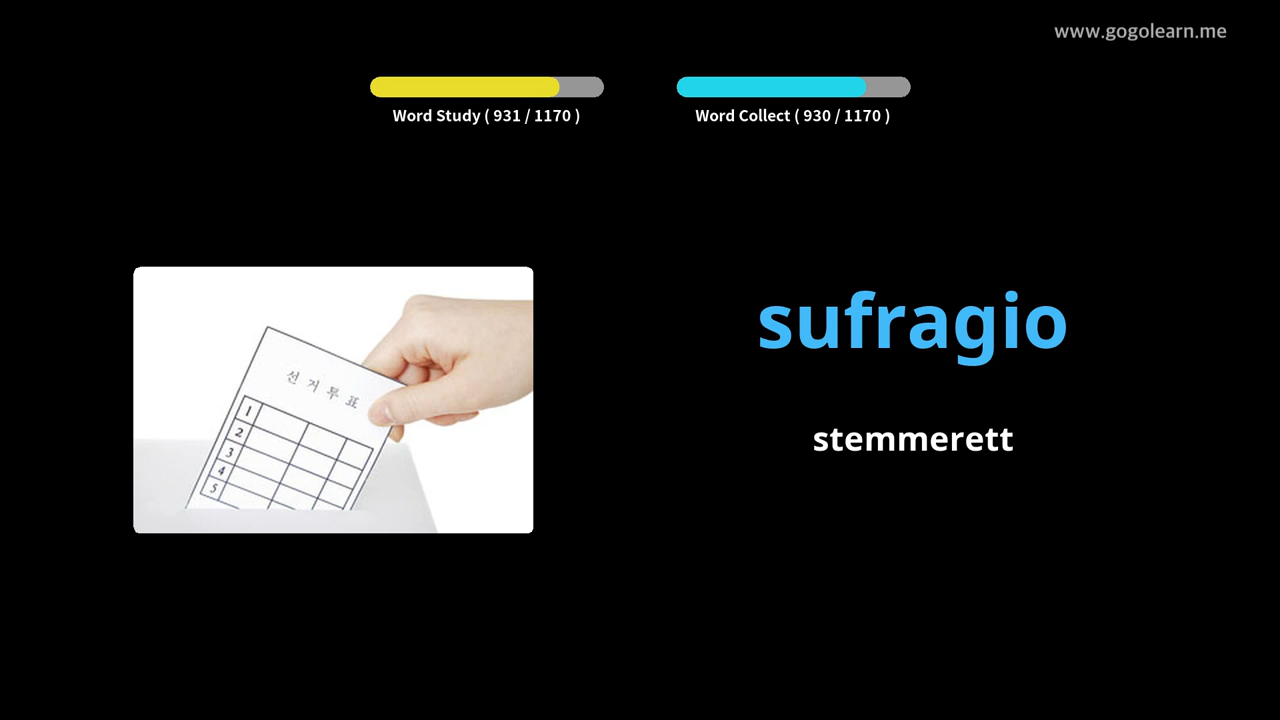 www.gogolearn.me
Word Study ( 931 / 1170 )
Word Collect ( 930 / 1170 )
선거투표
1
2
3
4
5
sufragio
stemmerett